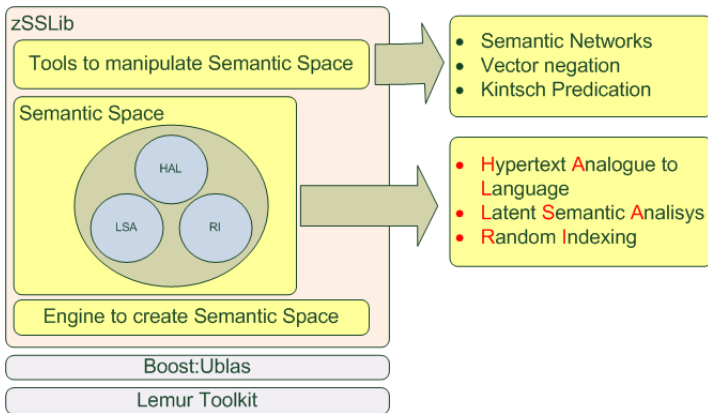 zSSLib
Tools to manipulate Semantic Space
Semantic Space
HAL
LSA
RI
Engine to create Semantic Space
Boost:Ublas
Lemur Toolkit
• Semantic Networks
• Vector negation
• Kintsch Predication
• Hypertext Analogue to
Language
• Latent Semantic Analisys
• Random Indexing